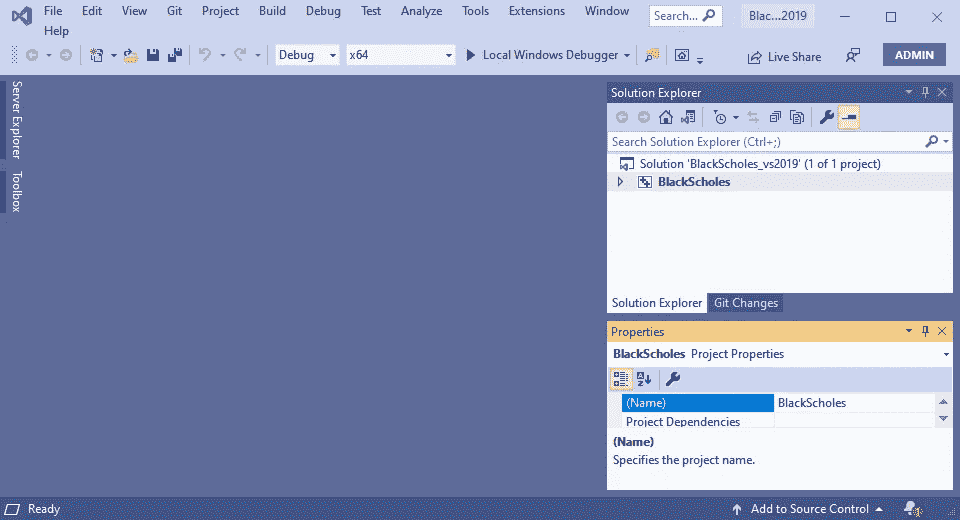 File Edit View Git Project Build Debug Test Analyze Tools Extensions Window Search... Blac...2019
Help
Debug x64 Local Windows Debugger Live Share ADMIN
Server Explorer
Toolbox
Solution Explorer
Search Solution Explorer (Ctrl+;)
Solution 'BlackScholes_vs2019' (1 of 1 project)
BlackScholes
Solution Explorer Git Changes
Properties
BlackScholes Project Properties
(Name) BlackScholes
Project Dependencies
(Name)
Specifies the project name.
Ready Add to Source Control 1